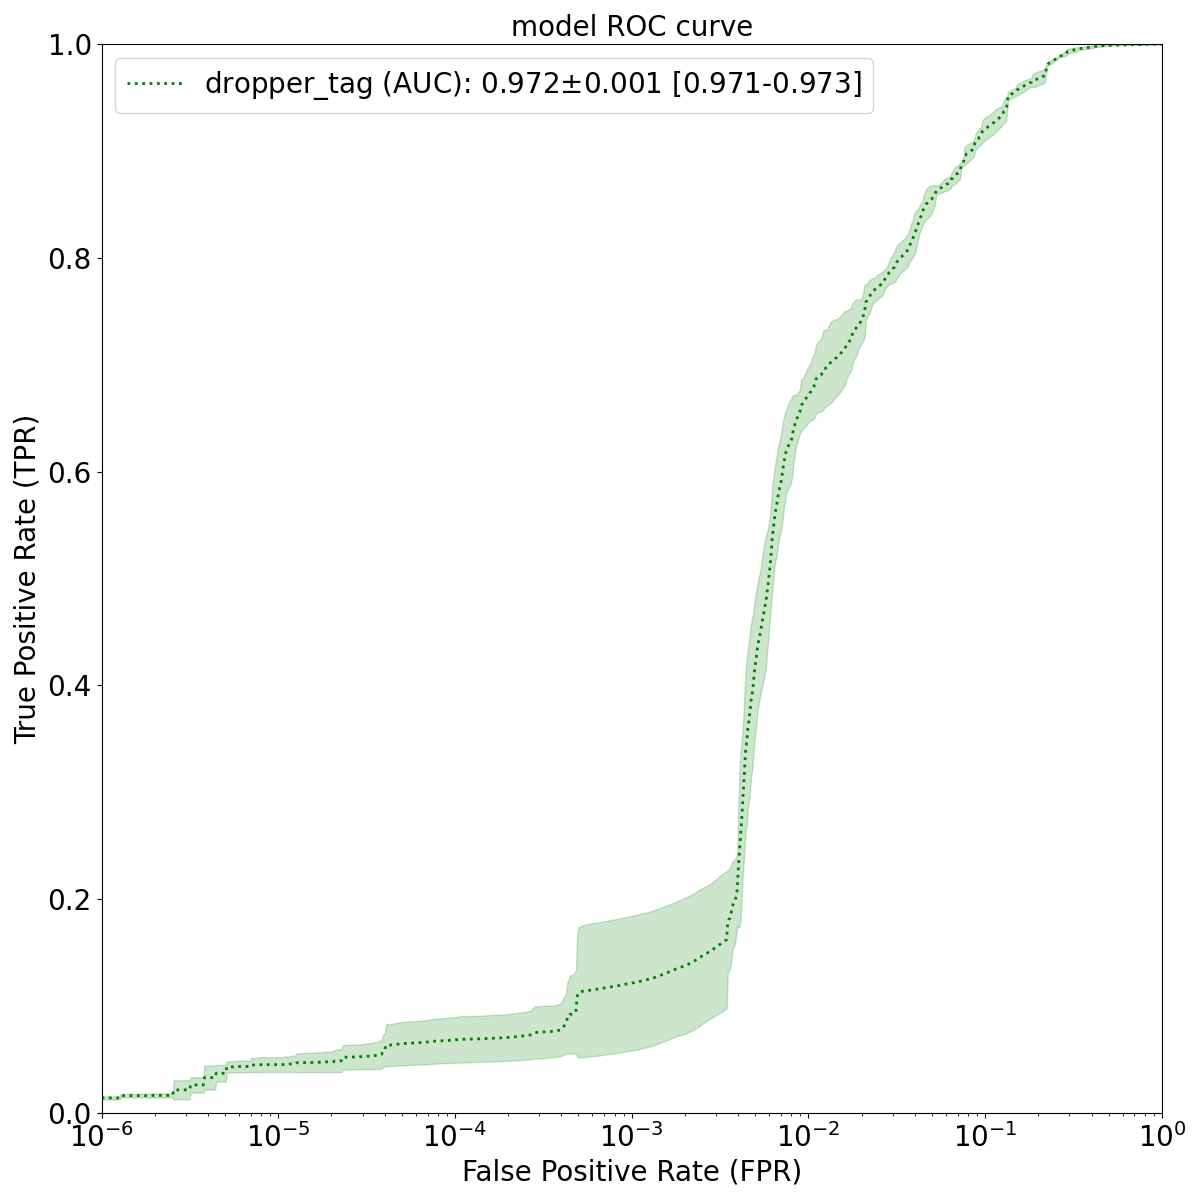 model ROC curve
dropper_tag (AUC): 0.972±0.001 [0.971-0.973]
True Positive Rate (TPR)
1.0
0.8
0.6
0.4
0.2
0.0
10⁻⁶ 10⁻⁵ 10⁻⁴ 10⁻³ 10⁻² 10⁻¹ 10⁰
False Positive Rate (FPR)